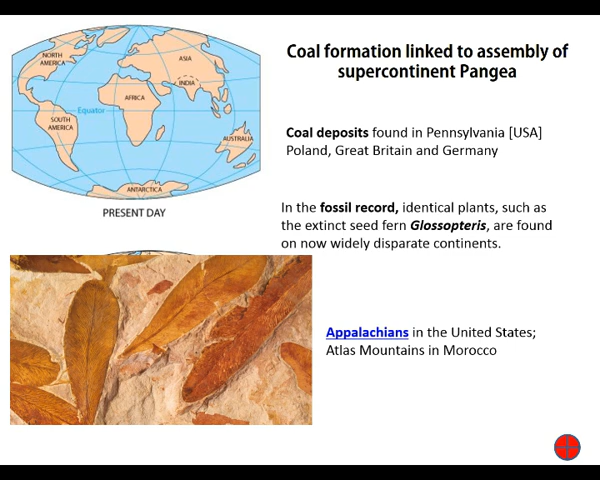 Coal formation linked to assembly of
supercontinent Pangea
NORTH
AMERICA
ASIA
INDIA
AFRICA
Equator
SOUTH
AMERICA
AUSTRALIA
ANTARCTICA
PRESENT DAY
Coal deposits found in Pennsylvania [USA]
Poland, Great Britain and Germany
In the fossil record, identical plants, such as
the extinct seed fern Glossopteris, are found
on now widely disparate continents.
Appalachians in the United States;
Atlas Mountains in Morocco